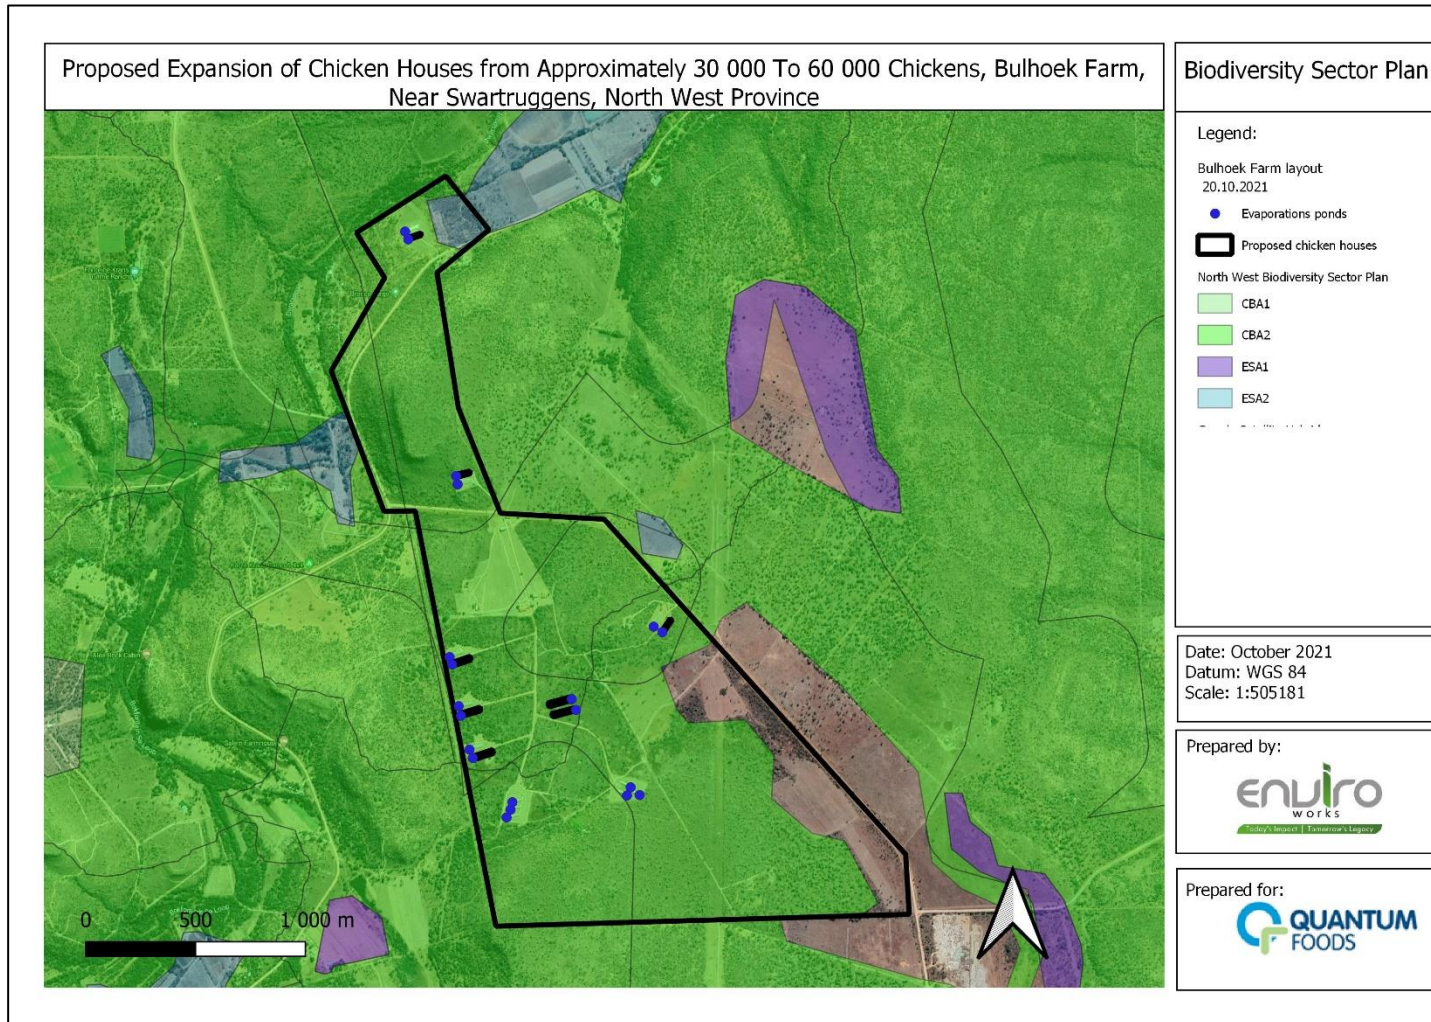 Proposed Expansion of Chicken Houses from Approximately 30 000 To 60 000 Chickens, Bulhoek Farm,
Near Swartruggens, North West Province
Biodiversity Sector Plan
Legend:
Bulhoek Farm layout
20.10.2021
Evaporations ponds
Proposed chicken houses
North West Biodiversity Sector Plan
CBA1
CBA2
ESA1
ESA2
Date: October 2021
Datum: WGS 84
Scale: 1:505181
Prepared by:
enviro
works
Today's Impact | Tomorrow's Legacy
Prepared for:
QUANTUM
FOODS
0 500 1 000 m